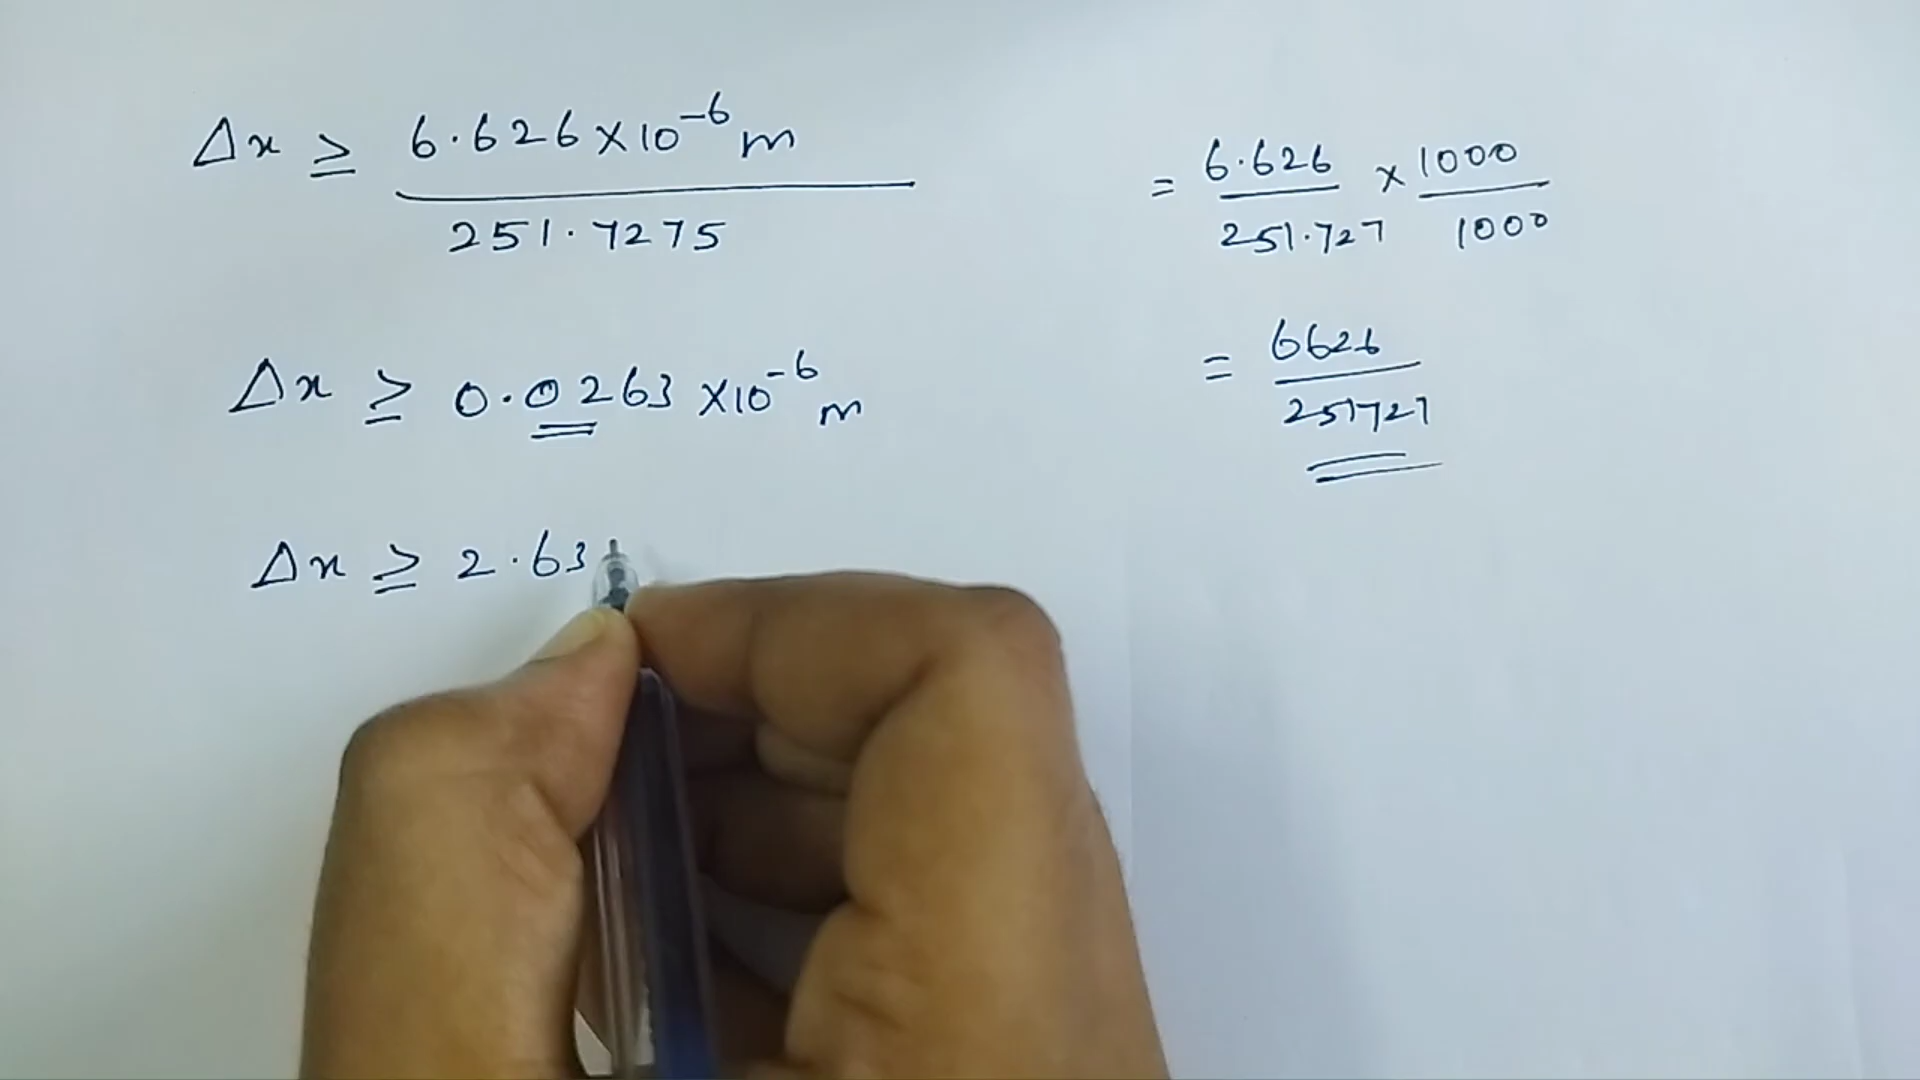 Δx ≥ 6.626 × 10⁻⁶ m
251.7275
Δx ≥ 0.0263 × 10⁻⁶ m
Δx ≥ 2.63
= 6.626 × 1000
251.727 1000
= 6626
251727